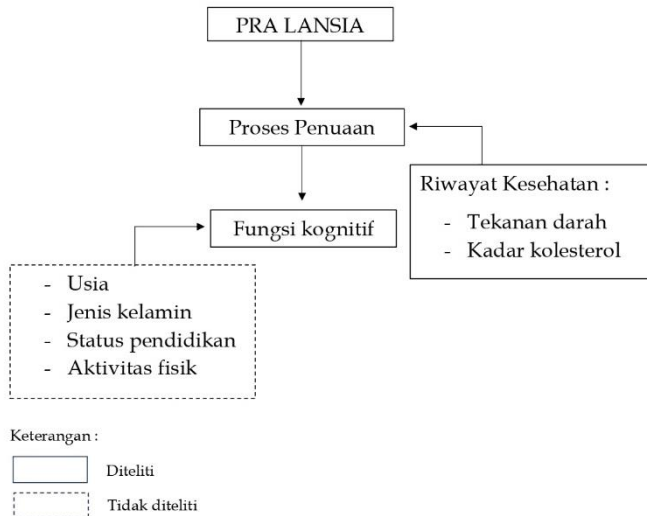 PRA LANSIA
Proses Penuaan
Riwayat Kesehatan :
- Tekanan darah
- Kadar kolesterol
Fungsi kognitif
- Usia
- Jenis kelamin
- Status pendidikan
- Aktivitas fisik
Keterangan :
Diteliti
Tidak diteliti